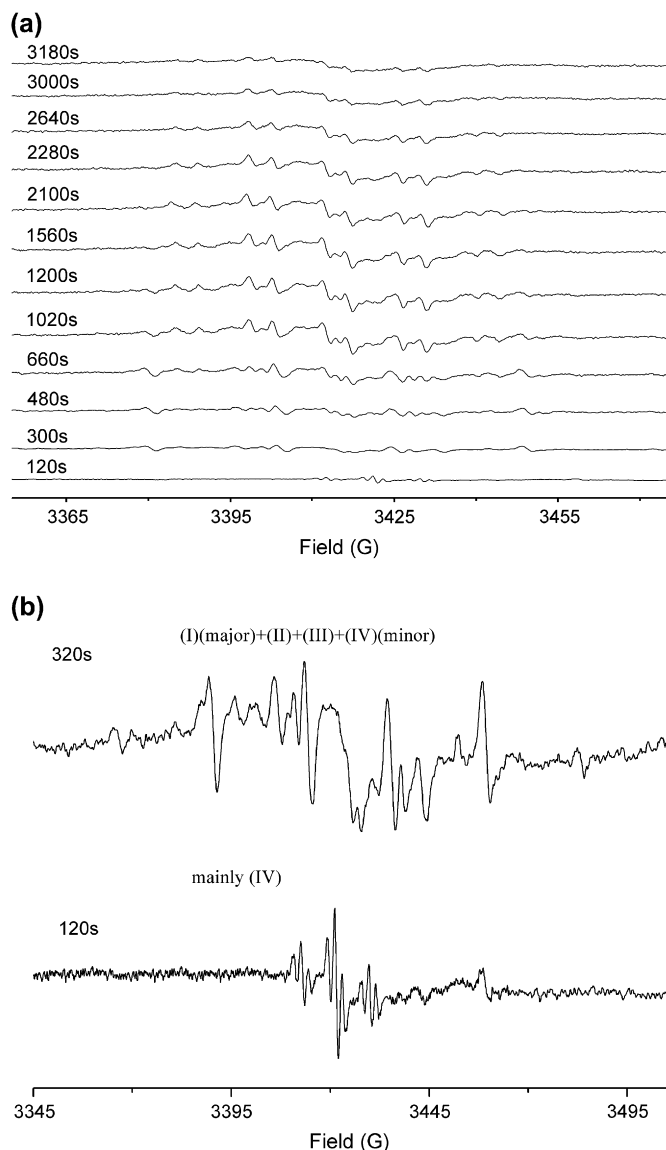 (a)
3180s
3000s
2640s
2280s
2100s
1560s
1200s
1020s
660s
480s
300s
120s
3365 3395 3425 3455
Field (G)
(b)
(I)(major)+(II)+(III)+(IV)(minor)
320s
mainly (IV)
120s
3345 3395 3445 3495
Field (G)